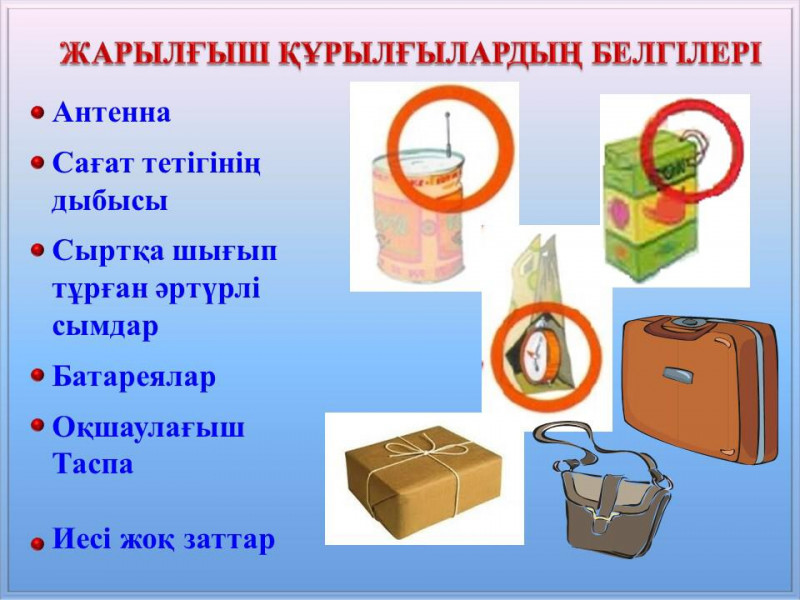 ЖАРЫЛҒЫШ ҚҰРЫЛҒЫЛАРДЫҢ БЕЛГІЛЕРІ
Антенна
Сағат тетігінің
дыбысы
Сыртқа шығып
тұрған әртүрлі
сымдар
Батареялар
Оқшаулағыш
Таспа
Иесі жоқ заттар